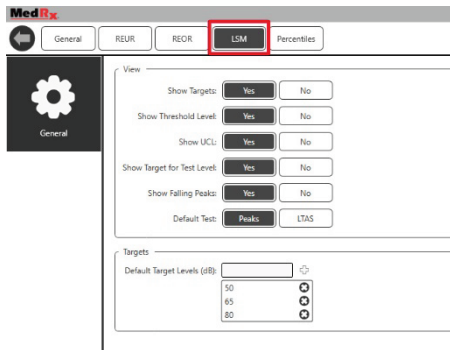 MedRx
General REUR REOR LSM Percentiles
General
View
Show Targets: Yes No
Show Threshold Level: Yes No
Show UCL: Yes No
Show Target for Test Level: Yes No
Show Falling Peaks: Yes No
Default Test: Peaks LTAS
Targets
Default Target Levels (dB):
50
65
80